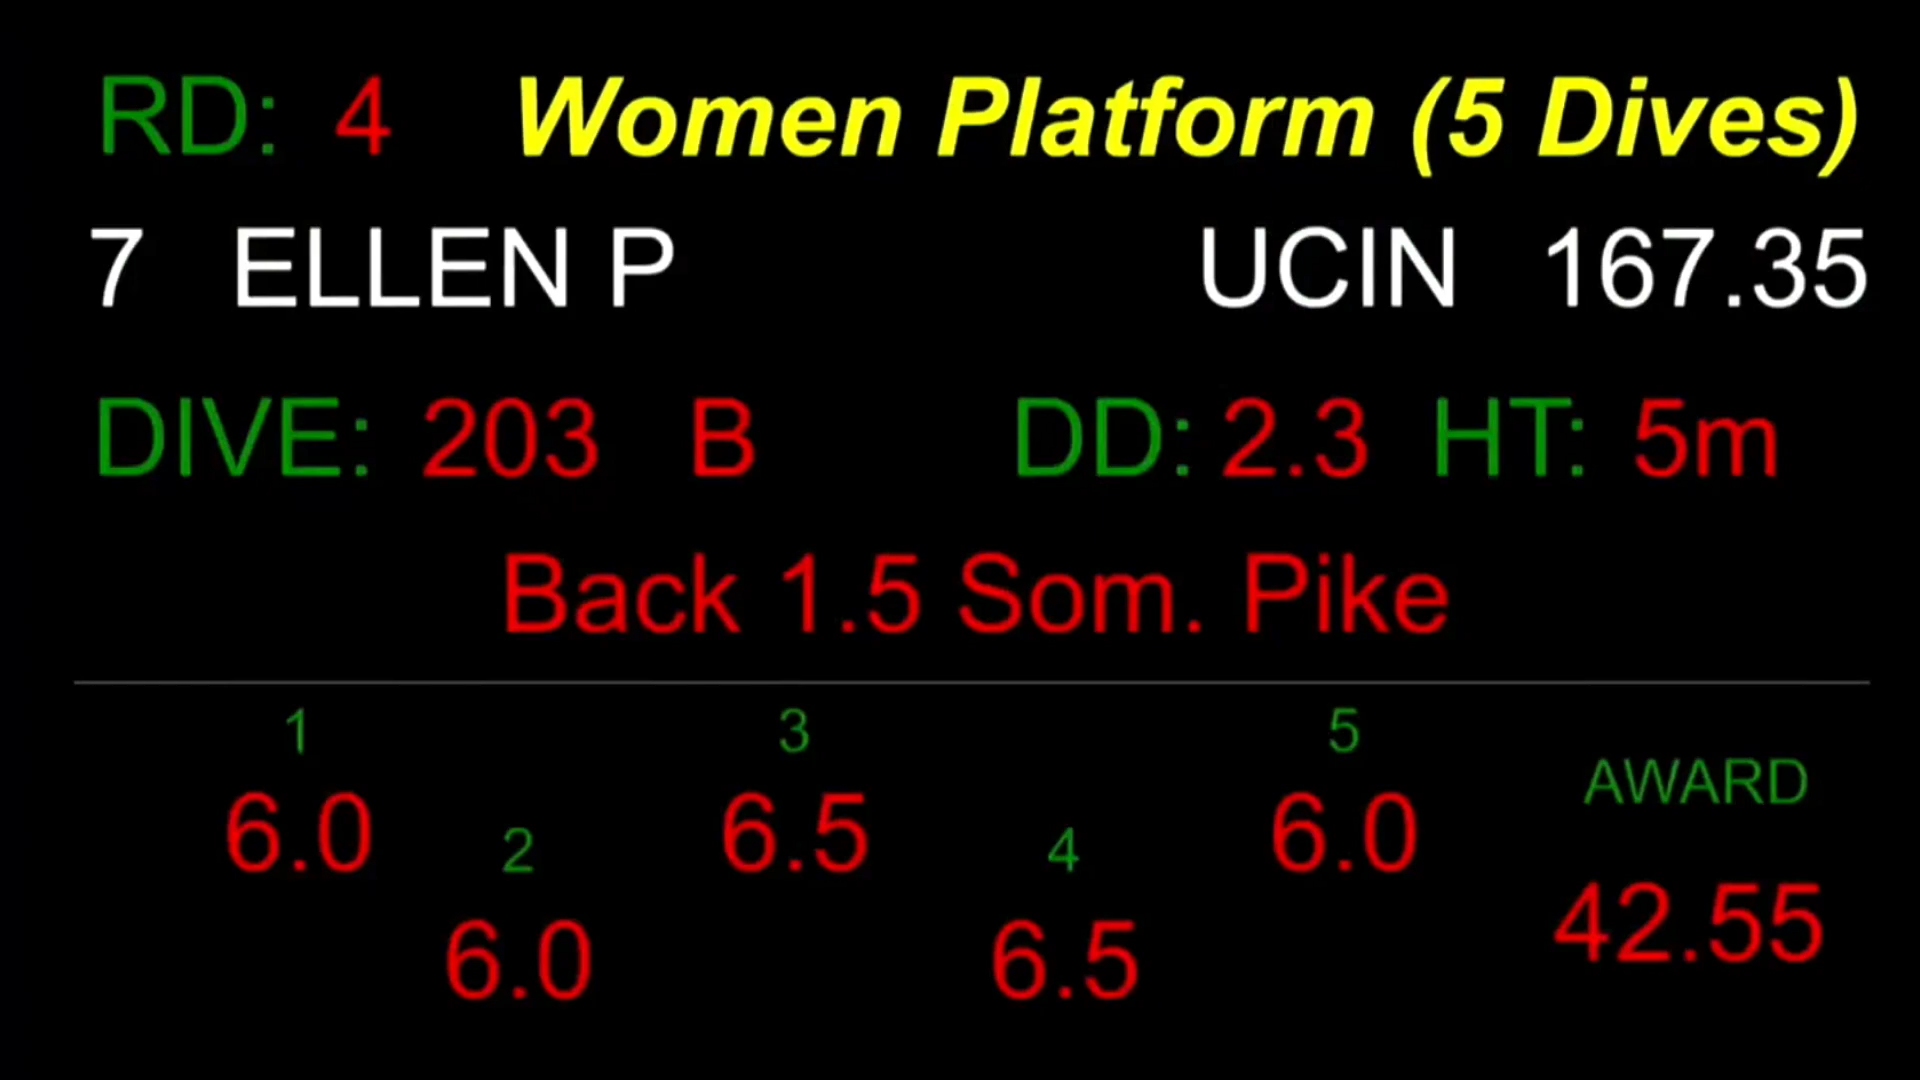 RD: 4 Women Platform (5 Dives)
7 ELLEN P UCIN 167.35
DIVE: 203 B DD: 2.3 HT: 5m
Back 1.5 Som. Pike
1 3 5
AWARD
6.0 6.5 6.0
2 4
42.55
6.0 6.5